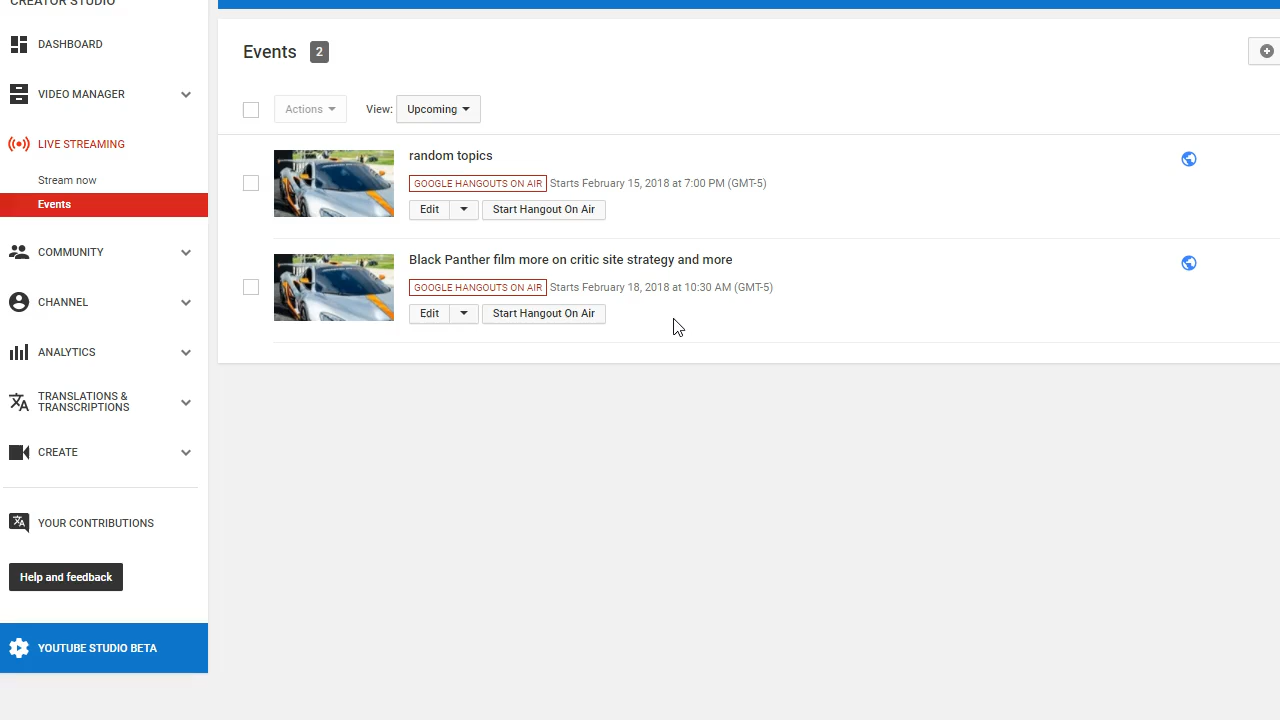 CREATOR STUDIO
DASHBOARD
VIDEO MANAGER
LIVE STREAMING
Stream now
Events
COMMUNITY
CHANNEL
ANALYTICS
TRANSLATIONS &
TRANSCRIPTIONS
CREATE
YOUR CONTRIBUTIONS
Help and feedback
YOUTUBE STUDIO BETA
Events 2
Actions View: Upcoming
random topics
GOOGLE HANGOUTS ON AIR Starts February 15, 2018 at 7:00 PM (GMT-5)
Edit Start Hangout On Air
Black Panther film more on critic site strategy and more
GOOGLE HANGOUTS ON AIR Starts February 18, 2018 at 10:30 AM (GMT-5)
Edit Start Hangout On Air